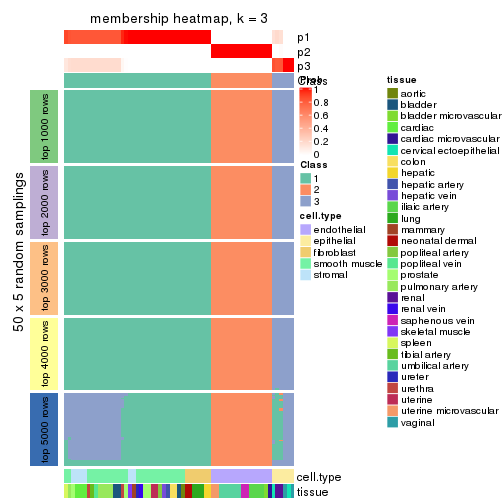 membership heatmap, k = 3
p1
p2
p3
Class
Prob
1
0.8
0.6
0.4
0.2
0
Class
1
2
3
cell.type
endothelial
epithelial
fibroblast
smooth muscle
stromal
tissue
aortic
bladder
bladder microvascular
cardiac
cardiac microvascular
cervical ectoepithelial
colon
hepatic
hepatic artery
hepatic vein
iliaic artery
lung
mammary
neonatal dermal
popliteal artery
popliteal vein
prostate
pulmonary artery
renal
renal vein
saphenous vein
skeletal muscle
spleen
tibial artery
umbilical artery
ureter
urethra
uterine
uterine microvascular
vaginal
50 x 5 random samplings
top 1000 rows
top 2000 rows
top 3000 rows
top 4000 rows
top 5000 rows
cell.type
tissue